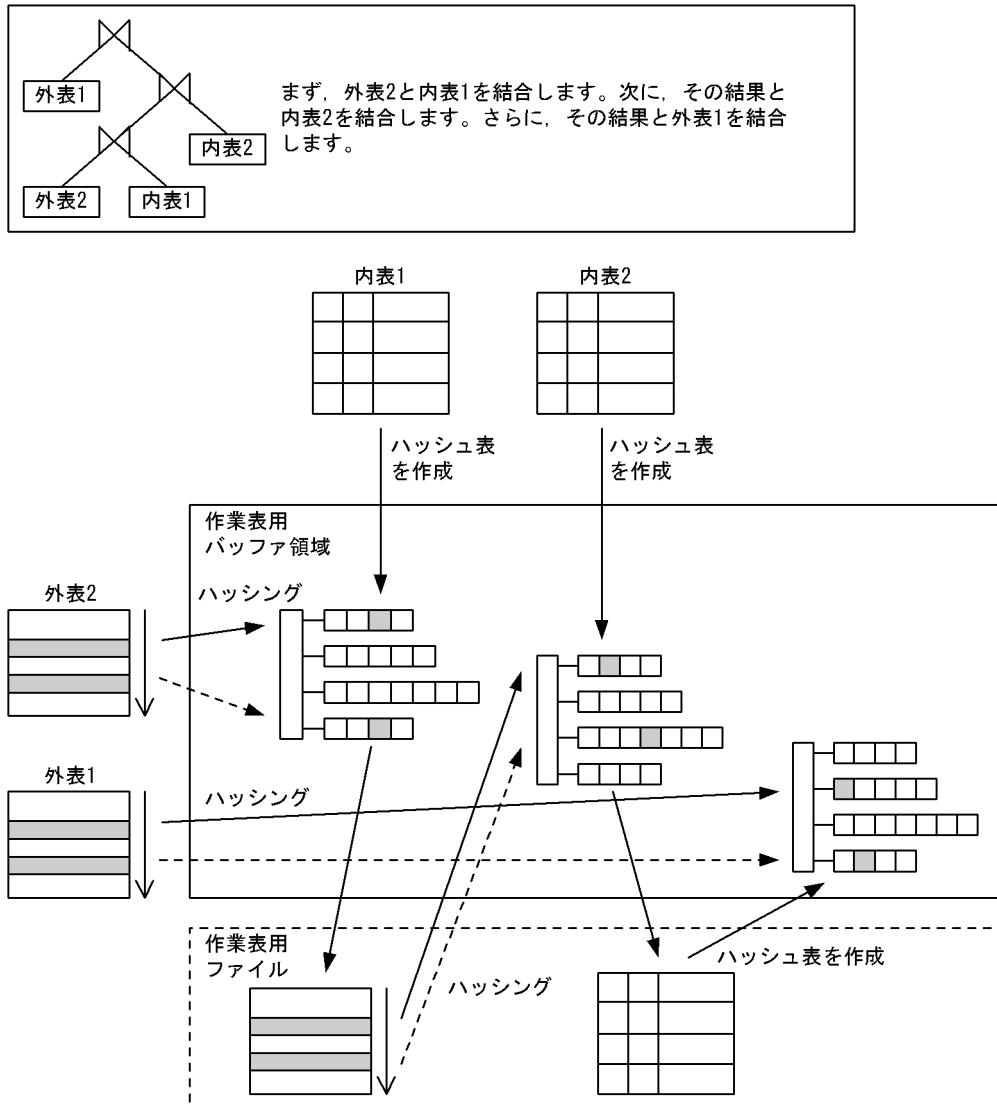 外表1
内表2
外表2
内表1
まず，外表2と内表1を結合します。次に，その結果と
内表2を結合します。さらに，その結果と外表1を結合
します。
内表1
内表2
ハッシュ表
を作成
ハッシュ表
を作成
作業表用
バッファ領域
外表2
ハッシング
外表1
ハッシング
作業表用
ファイル
ハッシング
ハッシュ表を作成